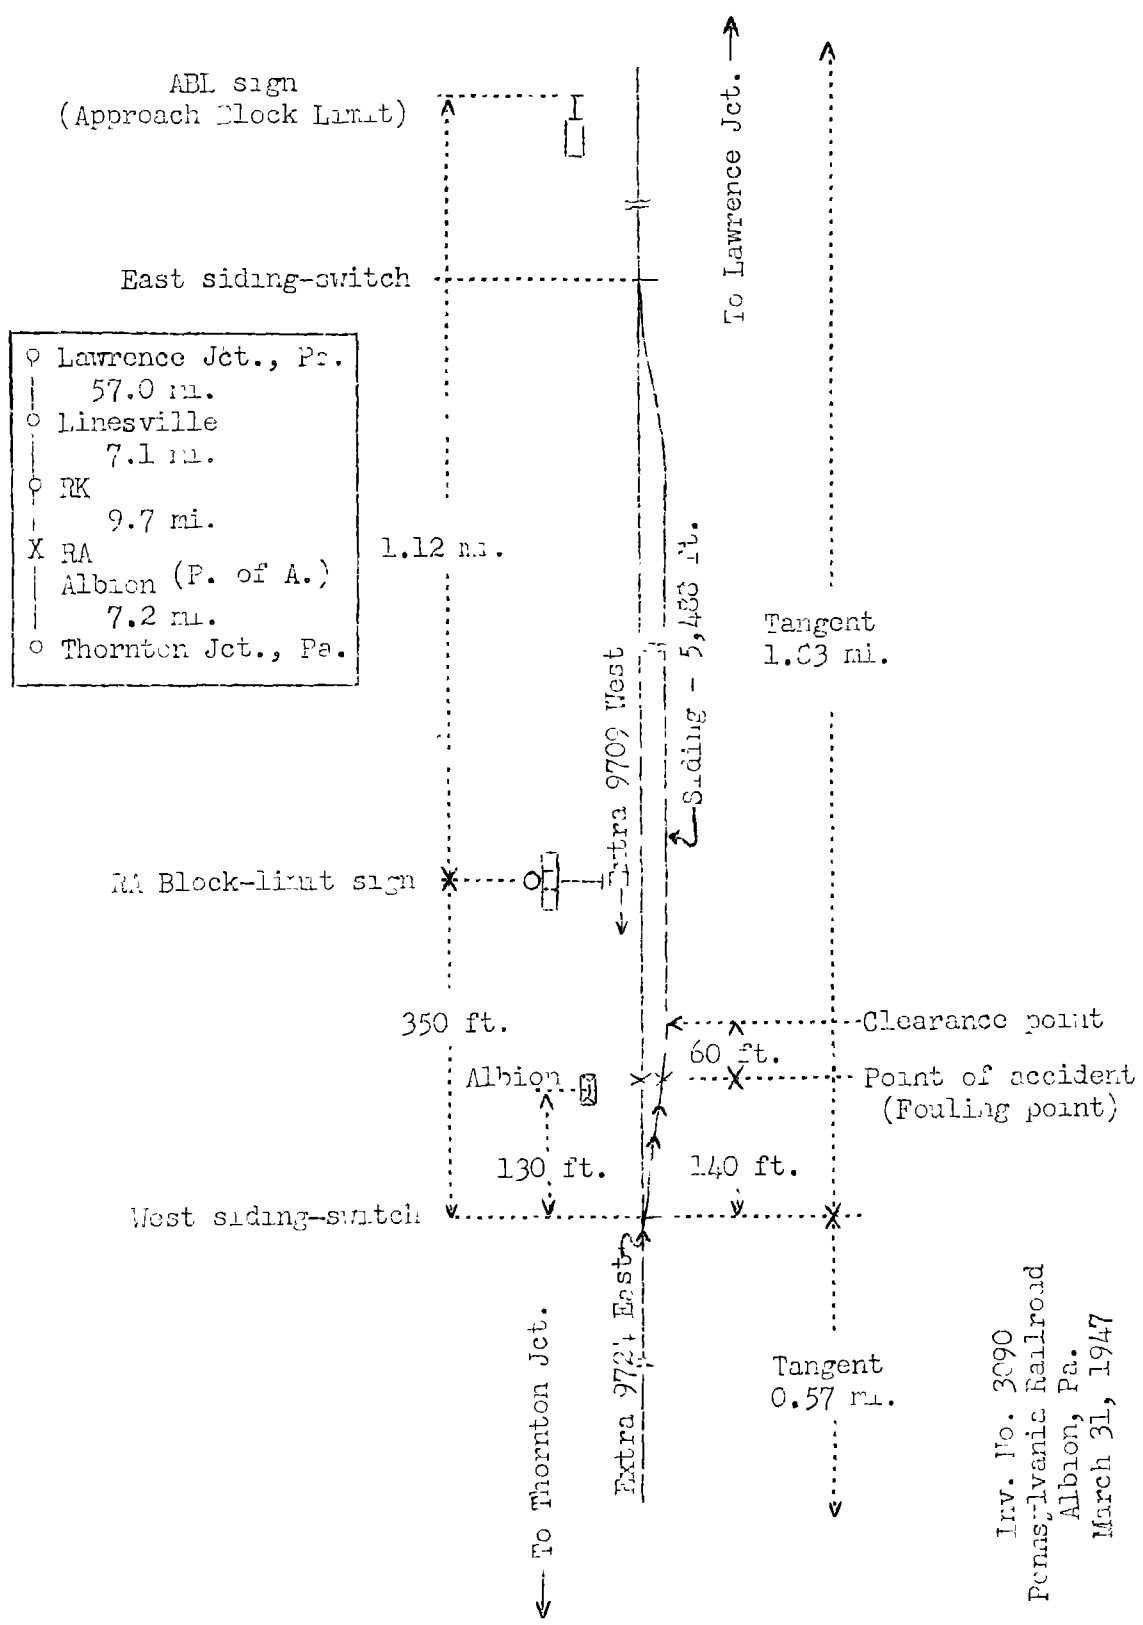 ABL sign
(Approach Block Limit)
To Lawrence Jct.
East siding-switch
Lawrence Jct., Pa.
57.0 mi.
Linesville
7.1 mi.
RK
9.7 mi.
X RA
Albion (P. of A.)
7.2 mi.
Thornton Jct., Pa.
1.12 mi.
Siding - 5,488 ft.
Tangent
mi.
Extra 9709 West
RA Block-limit sign
350 ft.
Clearance point
60 ft.
Albion
Point of accident
(Fouling point)
130 ft.
140 ft.
West siding-switch
Extra 9724 East
To Thornton Jct.
Tangent
0.57 mi.
Inv. No. 3090
Pennsylvania Railroad
Albion, Pa.
March 31, 1947